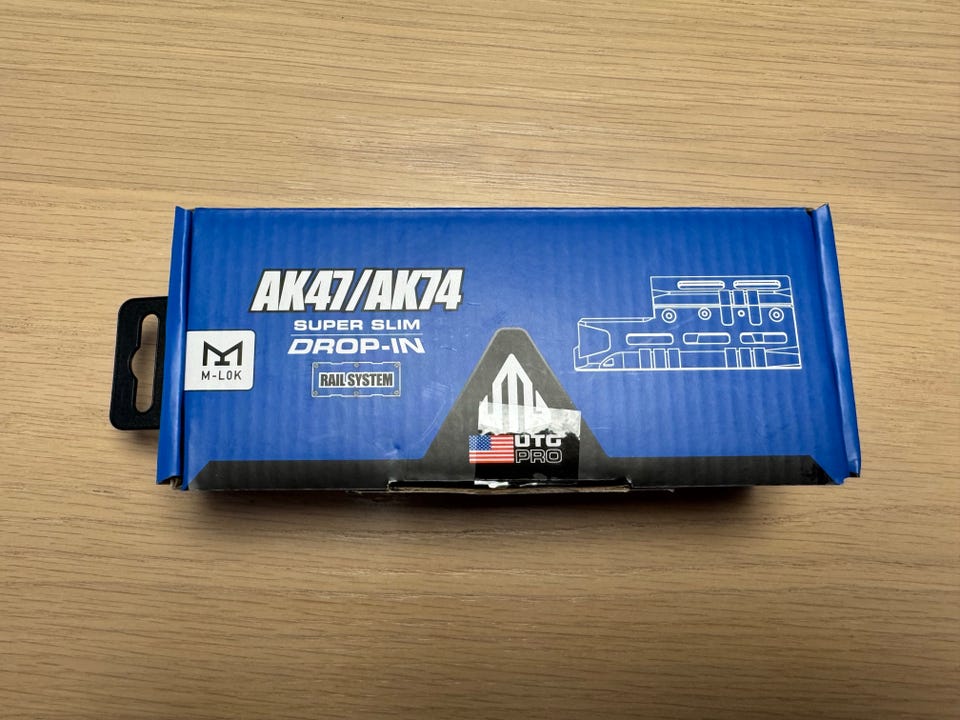 AK47/AK74
SUPER SLIM
DROP-IN
M-LOK
RAIL SYSTEM
UTG
PRO